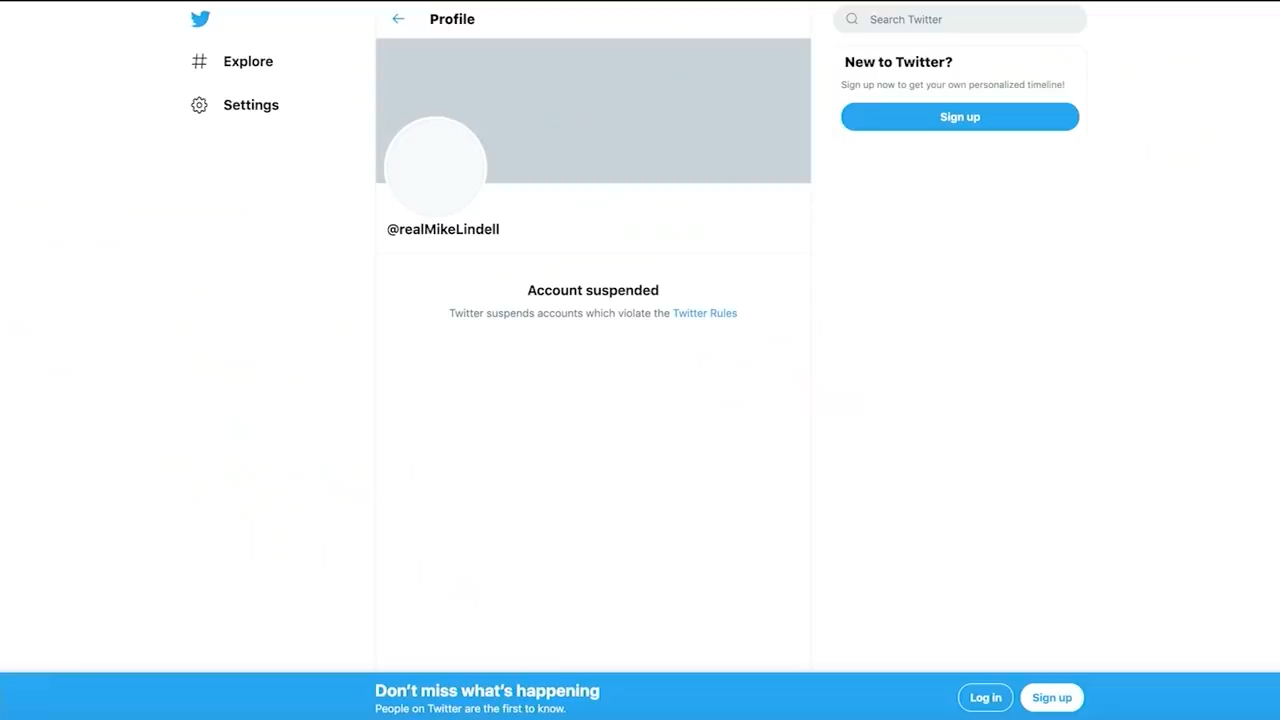 Explore
Settings
Profile
@realMikeLindell
Account suspended
Twitter suspends accounts which violate the Twitter Rules
Search Twitter
New to Twitter?
Sign up now to get your own personalized timeline!
Sign up
Don't miss what's happening
People on Twitter are the first to know.
Log in
Sign up